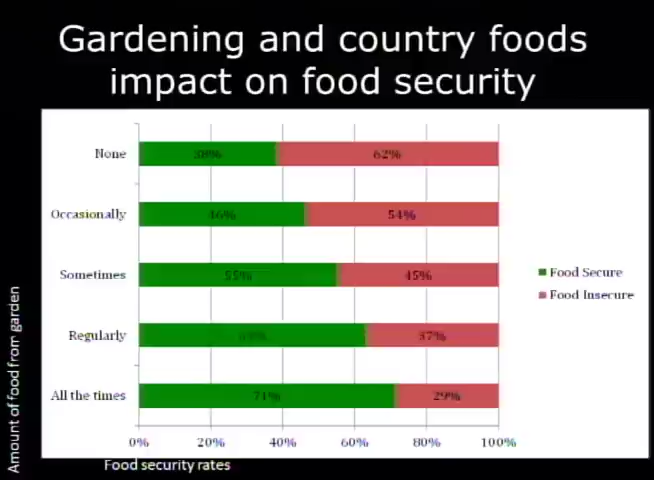 Gardening and country foods
impact on food security
None
38%
62%
Occasionally
46%
54%
Sometimes
55%
45%
Regularly
63%
37%
All the times
71%
29%
0%
20%
40%
60%
80%
100%
Food Secure
Food Insecure
Amount of food from garden
Food security rates